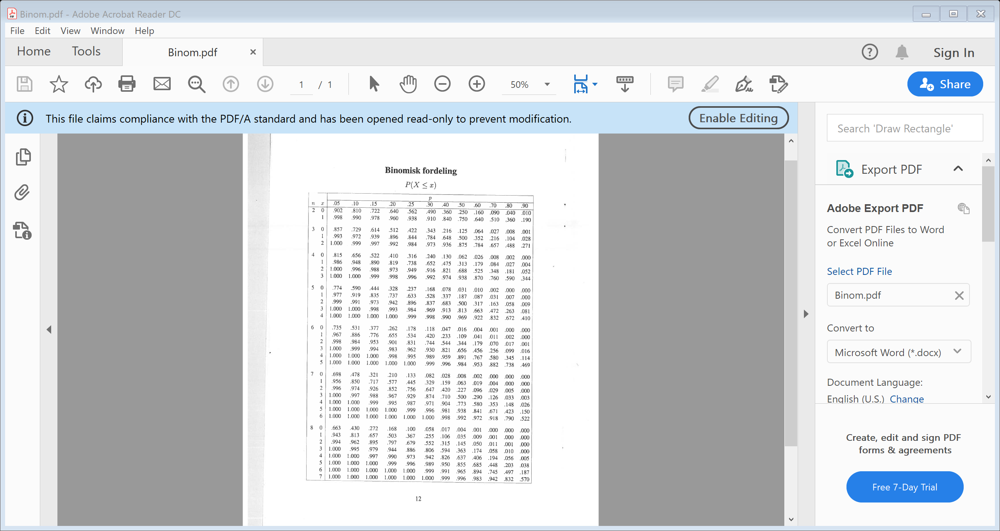 Binom.pdf - Adobe Acrobat Reader DC
File Edit View Window Help
Home Tools Binom.pdf Sign In
1 / 1 50% Share
This file claims compliance with the PDF/A standard and has been opened read-only to prevent modification. Enable Editing
Binomisk fordeling
P(X ≤ x)
p
n x .05 .10 .15 .20 .25 .30 .40 .50 .60 .70 .80 .90
2 0 .902 .810 .722 .640 .562 .490 .360 .250 .160 .090 .040 .010
1 .998 .990 .978 .960 .938 .910 .840 .750 .640 .510 .360 .190
3 0 .857 .729 .614 .512 .422 .343 .216 .125 .064 .027 .008 .001
1 .993 .972 .939 .896 .844 .784 .648 .500 .352 .216 .104 .028
2 1.000 .999 .997 .992 .984 .973 .936 .875 .784 .657 .488 .271
4 0 .815 .656 .522 .410 .316 .240 .130 .062 .026 .008 .002 .000
1 .986 .948 .890 .819 .738 .652 .475 .313 .179 .084 .027 .004
2 1.000 .996 .988 .973 .949 .916 .821 .688 .525 .348 .181 .052
3 1.000 1.000 .999 .998 .996 .992 .974 .938 .870 .760 .590 .344
5 0 .774 .590 .444 .328 .237 .168 .078 .031 .010 .002 .000 .000
1 .977 .919 .835 .737 .633 .528 .337 .187 .087 .031 .007 .000
2 .999 .991 .973 .942 .896 .837 .683 .500 .317 .163 .058 .009
3 1.000 1.000 .998 .993 .984 .969 .913 .813 .663 .472 .263 .081
4 1.000 1.000 1.000 1.000 .999 .998 .990 .969 .922 .832 .672 .410
6 0 .735 .531 .377 .262 .178 .118 .047 .016 .004 .001 .000 .000
1 .967 .886 .776 .655 .534 .420 .233 .109 .041 .011 .002 .000
2 .998 .984 .953 .901 .831 .744 .544 .344 .179 .070 .017 .001
3 1.000 .999 .994 .983 .962 .930 .821 .656 .456 .256 .099 .016
4 1.000 1.000 1.000 .998 .995 .989 .959 .891 .767 .580 .345 .114
5 1.000 1.000 1.000 1.000 1.000 .999 .996 .984 .953 .882 .738 .469
7 0 .698 .478 .321 .210 .133 .082 .028 .008 .002 .000 .000 .000
1 .956 .850 .717 .577 .445 .329 .159 .063 .019 .004 .000 .000
2 .996 .974 .926 .852 .756 .647 .420 .227 .096 .029 .005 .000
3 1.000 .997 .988 .967 .929 .874 .710 .500 .290 .126 .033 .003
4 1.000 1.000 .999 .995 .987 .971 .904 .773 .580 .353 .148 .026
5 1.000 1.000 1.000 1.000 .999 .996 .981 .938 .841 .671 .423 .150
6 1.000 1.000 1.000 1.000 1.000 1.000 .998 .992 .972 .918 .790 .522
8 0 .663 .430 .272 .168 .100 .058 .017 .004 .001 .000 .000 .000
1 .943 .813 .657 .503 .367 .255 .106 .035 .009 .001 .000 .000
2 .994 .962 .895 .797 .679 .552 .315 .145 .050 .011 .001 .000
3 1.000 .995 .979 .944 .886 .806 .594 .363 .174 .058 .010 .000
4 1.000 1.000 .997 .990 .973 .942 .826 .637 .406 .194 .056 .005
5 1.000 1.000 1.000 .999 .996 .989 .950 .855 .685 .448 .203 .038
6 1.000 1.000 1.000 1.000 1.000 .999 .991 .965 .894 .745 .497 .187
7 1.000 1.000 1.000 1.000 1.000 1.000 .999 .996 .983 .942 .832 .570
12
Search 'Draw Rectangle'
Export PDF
Adobe Export PDF
Convert PDF Files to Word
or Excel Online
Select PDF File
Binom.pdf
Convert to
Microsoft Word (*.docx)
Document Language:
English (U.S.) Change
Create, edit and sign PDF
forms & agreements
Free 7-Day Trial